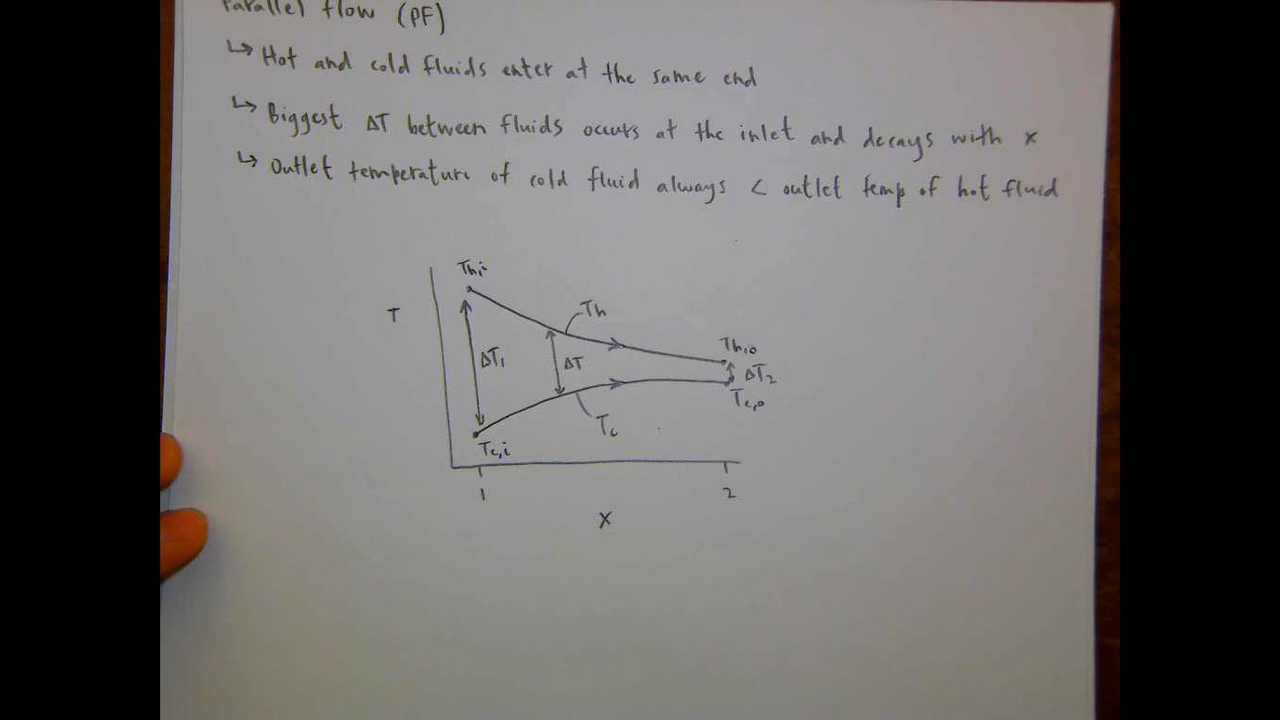 Parallel flow (PF)
↳ Hot and cold fluids enter at the same end
↳ Biggest ΔT between fluids occurs at the inlet and decays with x
↳ Outlet temperature of cold fluid always < outlet temp of hot fluid
Th,i
T
Th
Th,o
ΔT1
ΔT
ΔT2
Tc,o
Tc
Tc,i
1
2
X